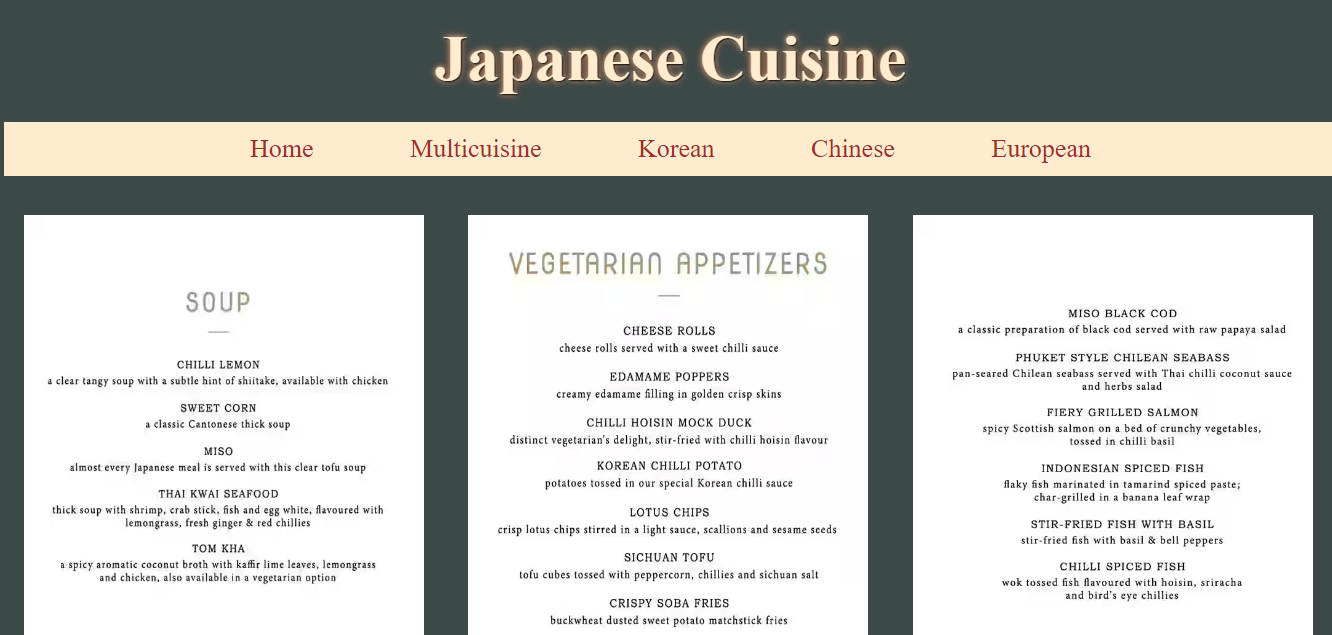 Japanese Cuisine
Home Multicuisine Korean Chinese European
SOUP
CHILLI LEMON
a clear tangy soup with a subtle hint of shiitake, available with chicken
SWEET CORN
a classic Cantonese thick soup
MISO
almost every Japanese meal is served with this clear tofu soup
THAI KWAI SEAFOOD
thick soup with shrimp, crab stick, fish and egg white, flavoured with
lemongrass, fresh ginger & red chillies
TOM KHA
a spicy aromatic coconut broth with kaffir lime leaves, lemongrass
and chicken, also available in a vegetarian option
VEGETARIAN APPETIZERS
CHEESE ROLLS
cheese rolls served with a sweet chilli sauce
EDAMAME POPPERS
creamy edamame filling in golden crisp skins
CHILLI HOISIN MOCK DUCK
distinct vegetarian's delight, stir-fried with chilli hoisin flavour
KOREAN CHILLI POTATO
potatoes tossed in our special Korean chilli sauce
LOTUS CHIPS
crisp lotus chips stirred in a light sauce, scallions and sesame seeds
SICHUAN TOFU
tofu cubes tossed with peppercorn, chillies and sichuan salt
CRISPY SOBA FRIES
buckwheat dusted sweet potato matchstick fries
MISO BLACK COD
a classic preparation of black cod served with raw papaya salad
PHUKET STYLE CHILEAN SEABASS
pan-seared Chilean seabass served with Thai chilli coconut sauce
and herbs salad
FIERY GRILLED SALMON
spicy Scottish salmon on a bed of crunchy vegetables,
tossed in chilli basil
INDONESIAN SPICED FISH
flaky fish marinated in tamarind spiced paste;
char-grilled in a banana leaf wrap
STIR-FRIED FISH WITH BASIL
stir-fried fish with basil & bell peppers
CHILLI SPICED FISH
wok tossed fish flavoured with hoisin, sriracha
and bird's eye chillies